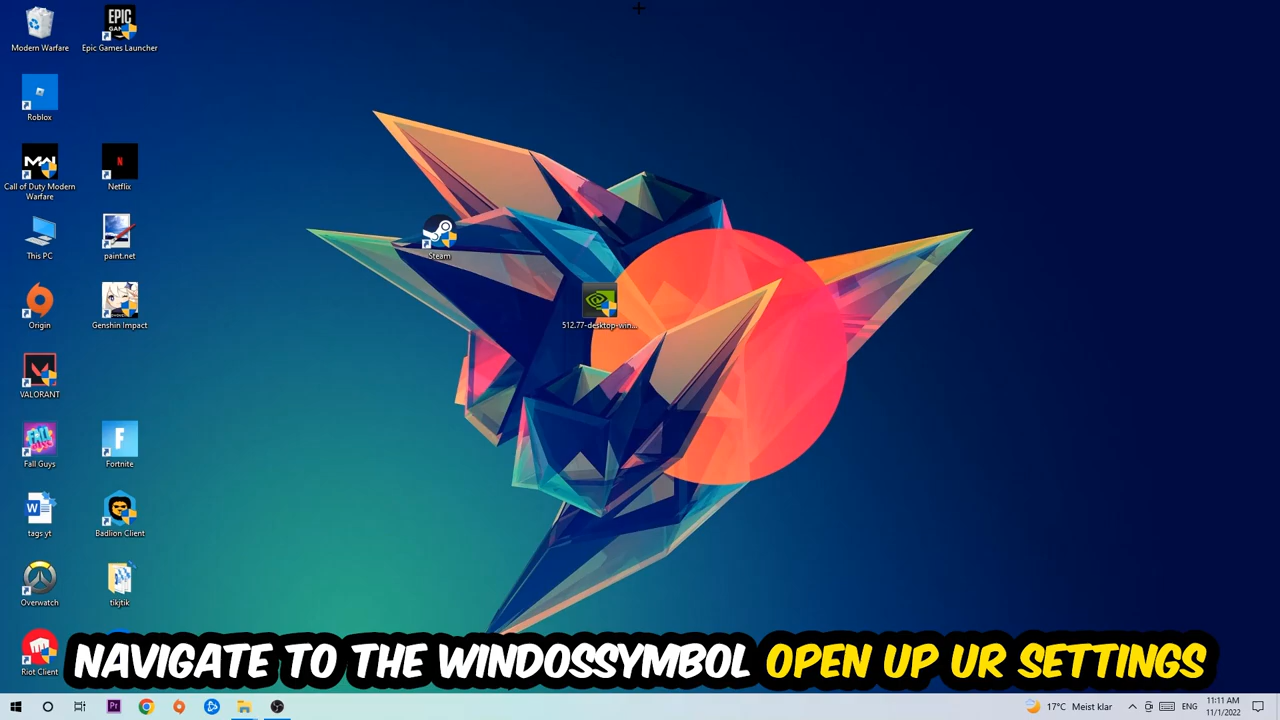 EPIC
GAMES
Modern Warfare
Epic Games Launcher
Roblox
Call of Duty Modern
Warfare
Netflix
This PC
paint.net
Steam
Origin
Genshin Impact
512.77-desktop-win...
VALORANT
Fall Guys
Fortnite
tags yt
Badlion Client
Overwatch
tikjtik
Riot Client
NAVIGATE TO THE WINDOSSYMBOL OPEN UP UR SETTINGS
17°C Meist klar
ENG
11:11 AM
11/1/2022